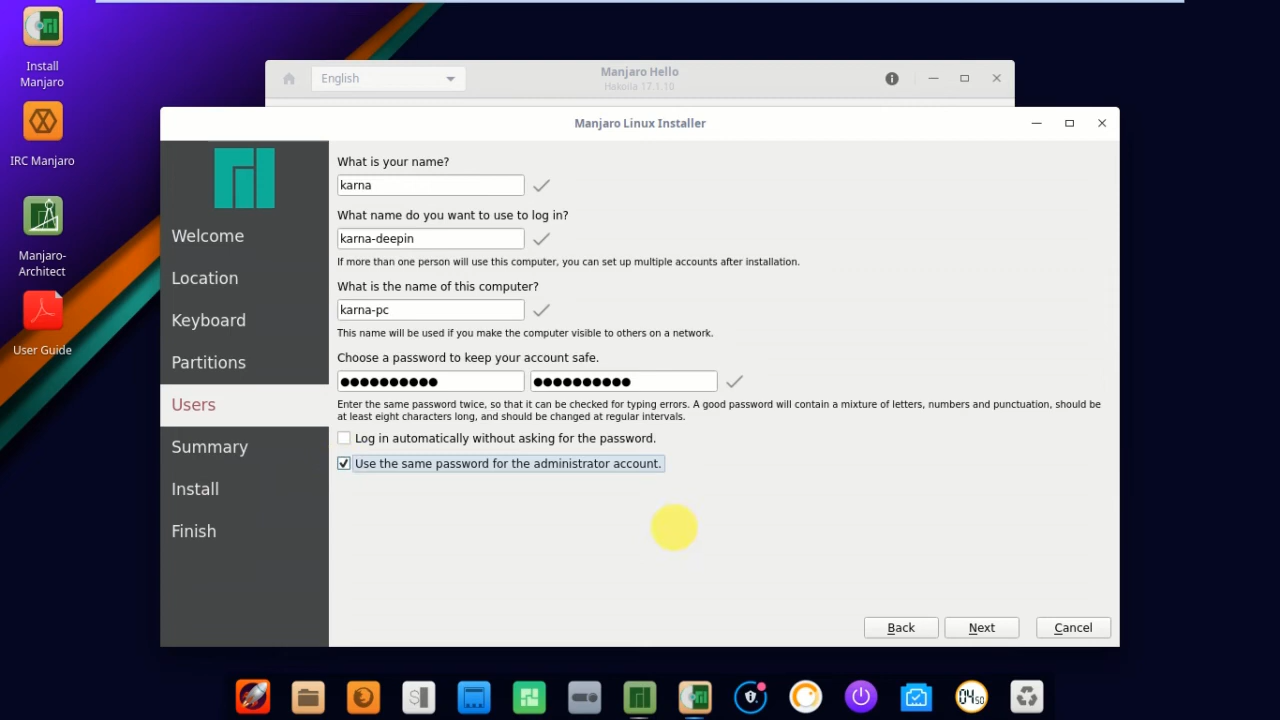 Install
Manjaro
IRC Manjaro
Manjaro-
Architect
User Guide
English
Manjaro Hello
Hakoila 17.1.10
Manjaro Linux Installer
Welcome
Location
Keyboard
Partitions
Users
Summary
Install
Finish
What is your name?
karna
What name do you want to use to log in?
karna-deepin
If more than one person will use this computer, you can set up multiple accounts after installation.
What is the name of this computer?
karna-pc
This name will be used if you make the computer visible to others on a network.
Choose a password to keep your account safe.
●●●●●●●●●● ●●●●●●●●●●
Enter the same password twice, so that it can be checked for typing errors. A good password will contain a mixture of letters, numbers and punctuation, should be
at least eight characters long, and should be changed at regular intervals.
Log in automatically without asking for the password.
Use the same password for the administrator account.
Back Next Cancel
04 50